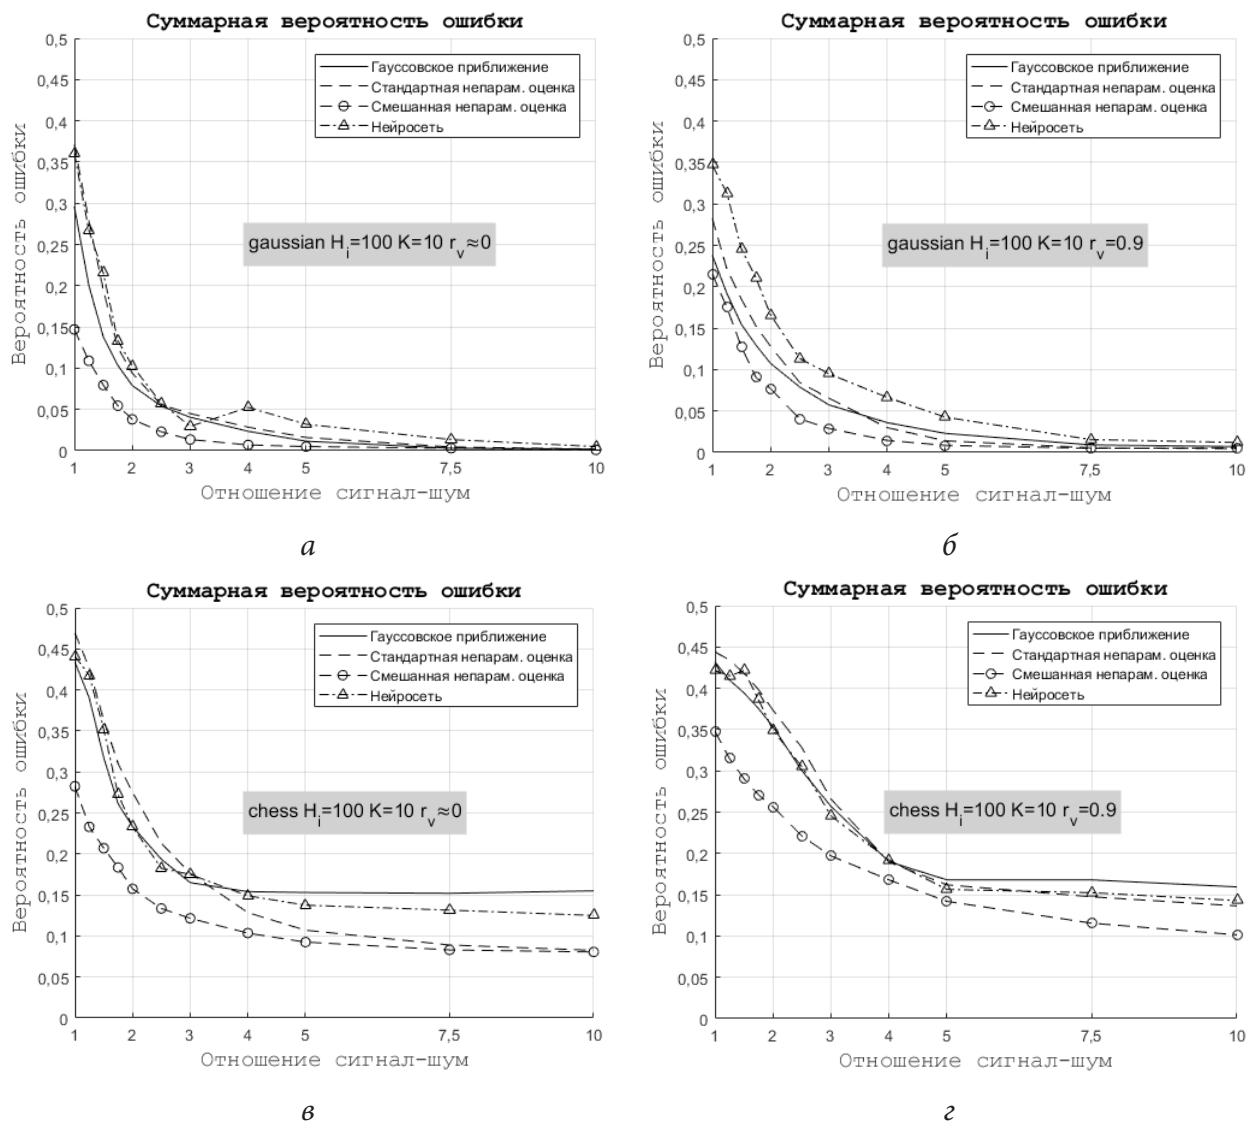 Суммарная вероятность ошибки
0,5
0,45
0,4
0,35
0,3
0,25
0,2
0,15
0,1
0,05
0
Вероятность ошибки
Гауссовское приближение
Стандартная непарам. оценка
Смешанная непарам. оценка
Нейросеть
gaussian H_i=100 K=10 r_v≈0
1 2 3 4 5 7,5 10
Отношение сигнал-шум
а
Суммарная вероятность ошибки
0,5
0,45
0,4
0,35
0,3
0,25
0,2
0,15
0,1
0,05
0
Вероятность ошибки
Гауссовское приближение
Стандартная непарам. оценка
Смешанная непарам. оценка
Нейросеть
gaussian H_i=100 K=10 r_v=0.9
1 2 3 4 5 7,5 10
Отношение сигнал-шум
б
Суммарная вероятность ошибки
0,5
0,45
0,4
0,35
0,3
0,25
0,2
0,15
0,1
0,05
0
Вероятность ошибки
Гауссовское приближение
Стандартная непарам. оценка
Смешанная непарам. оценка
Нейросеть
chess H_i=100 K=10 r_v≈0
1 2 3 4 5 7,5 10
Отношение сигнал-шум
в
Суммарная вероятность ошибки
0,5
0,45
0,4
0,35
0,3
0,25
0,2
0,15
0,1
0,05
0
Вероятность ошибки
Гауссовское приближение
Стандартная непарам. оценка
Смешанная непарам. оценка
Нейросеть
chess H_i=100 K=10 r_v=0.9
1 2 3 4 5 7,5 10
Отношение сигнал-шум
г